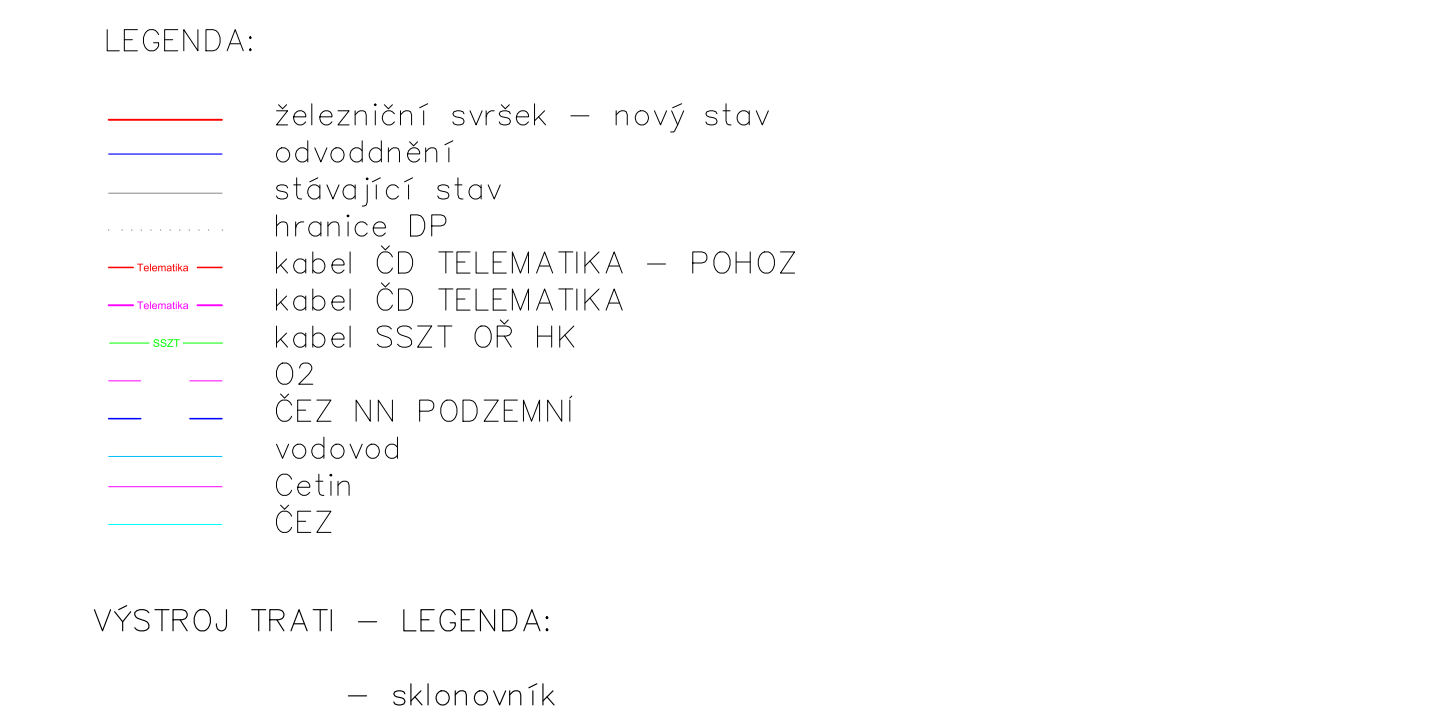 LEGENDA:
železniční svršek – nový stav
odvoddnění
stávající stav
hranice DP
Telematika kabel ČD TELEMATIKA – POHOZ
Telematika kabel ČD TELEMATIKA
SSZT kabel SSZT OŘ HK
O2
ČEZ NN PODZEMNÍ
vodovod
Cetin
ČEZ
VÝSTROJ TRATI – LEGENDA:
– sklonovník